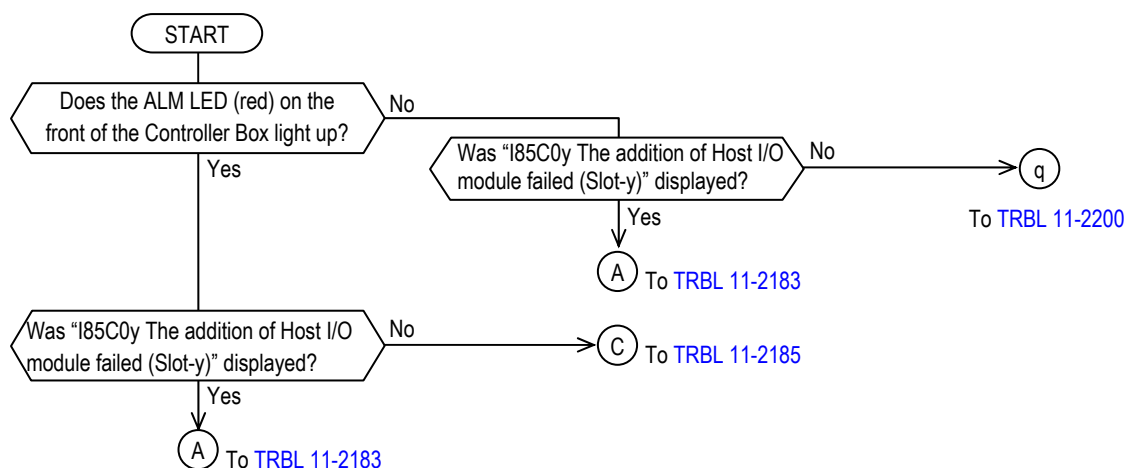 START
Does the ALM LED (red) on the
front of the Controller Box light up?
No
Yes
Was “I85C0y The addition of Host I/O
module failed (Slot-y)” displayed?
No
q
To TRBL 11-2200
Yes
A
To TRBL 11-2183
Was “I85C0y The addition of Host I/O
module failed (Slot-y)” displayed?
No
C
To TRBL 11-2185
Yes
A
To TRBL 11-2183